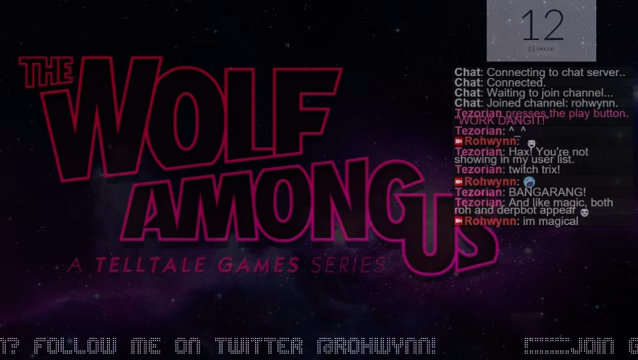 12
ONLINE
THE
WOLF
AMONG
US
A TELLTALE GAMES SERIES
Chat: Connecting to chat server..
Chat: Connected.
Chat: Waiting to join channel...
Chat: Joined channel: rohwynn.
Tezorian presses the play button.
"WORK DANGIT!"
Tezorian: ^_^
Rohwynn:
Tezorian: Hax! You're not
showing in my user list.
Tezorian: twitch trix!
Rohwynn:
Tezorian: BANGARANG!
Tezorian: And like magic, both
roh and derpbot appear
Rohwynn: im magical
N? FOLLOW ME ON TWITTER @ROHWYNN! JOIN